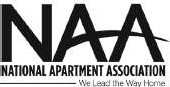 NAA
NATIONAL APARTMENT ASSOCIATION
We Lead the Way Home